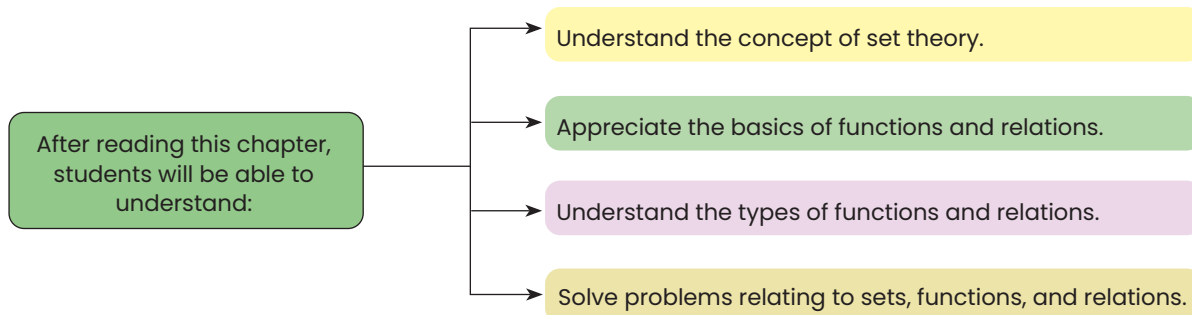 After reading this chapter,
students will be able to
understand:
Understand the concept of set theory.
Appreciate the basics of functions and relations.
Understand the types of functions and relations.
Solve problems relating to sets, functions, and relations.